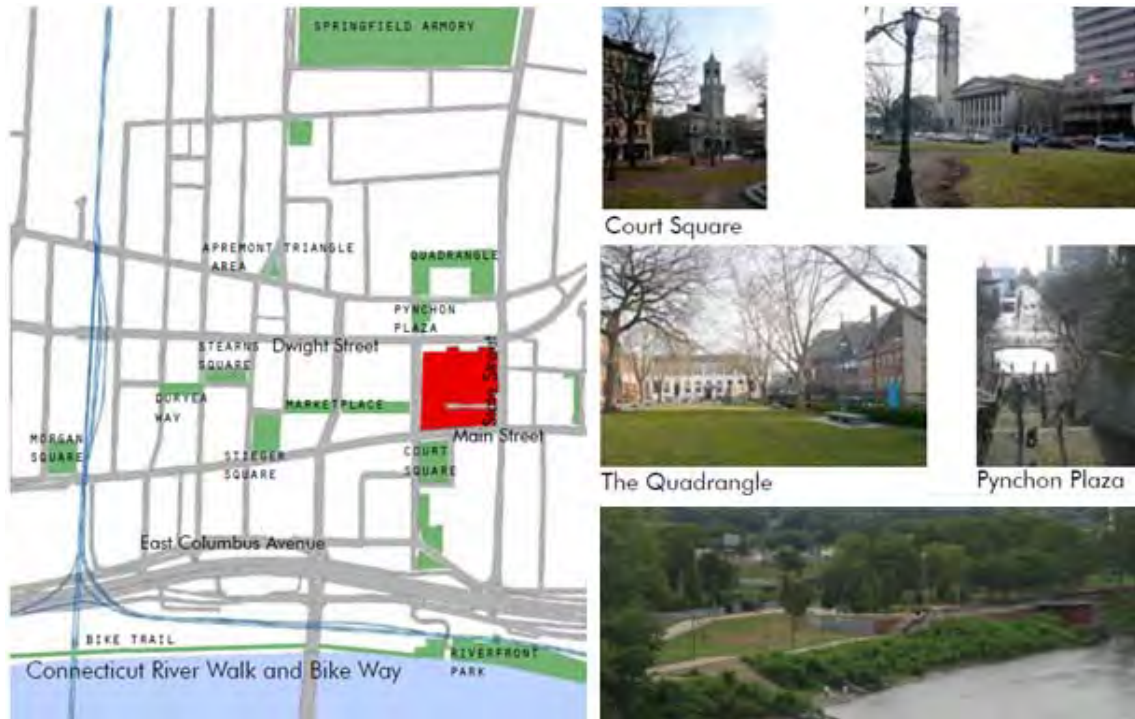 SPRINGFIELD ARMORY
APREMONT TRIANGLE
AREA
QUADRANGLE
PYNCHON
PLAZA
Dwight Street
STEARNS
SQUARE
State Street
DURYEA
WAY
MARKETPLACE
Main Street
MORGAN
SQUARE
STIEGER
SQUARE
COURT
SQUARE
East Columbus Avenue
BIKE TRAIL
RIVERFRONT
PARK
Connecticut River Walk and Bike Way
Court Square
The Quadrangle
Pynchon Plaza